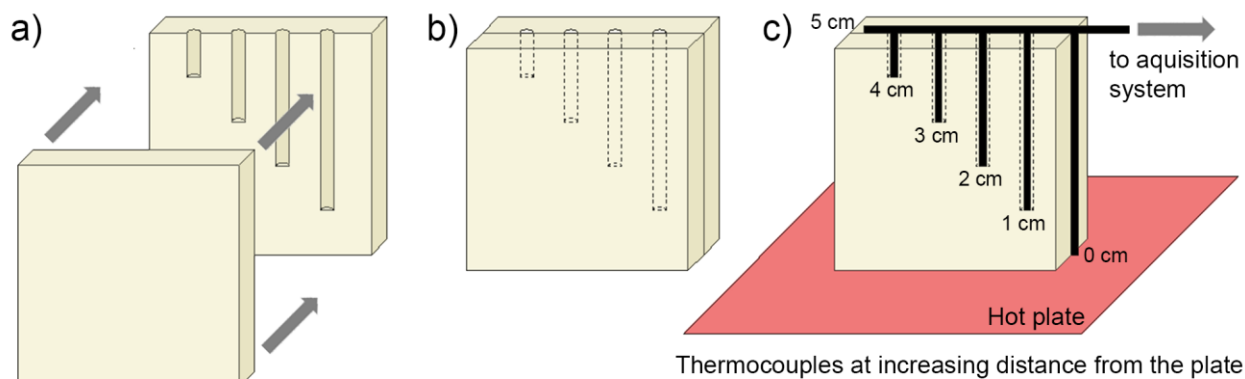 a)
b)
c)
5 cm
to aquisition
system
4 cm
3 cm
2 cm
1 cm
0 cm
Hot plate
Thermocouples at increasing distance from the plate